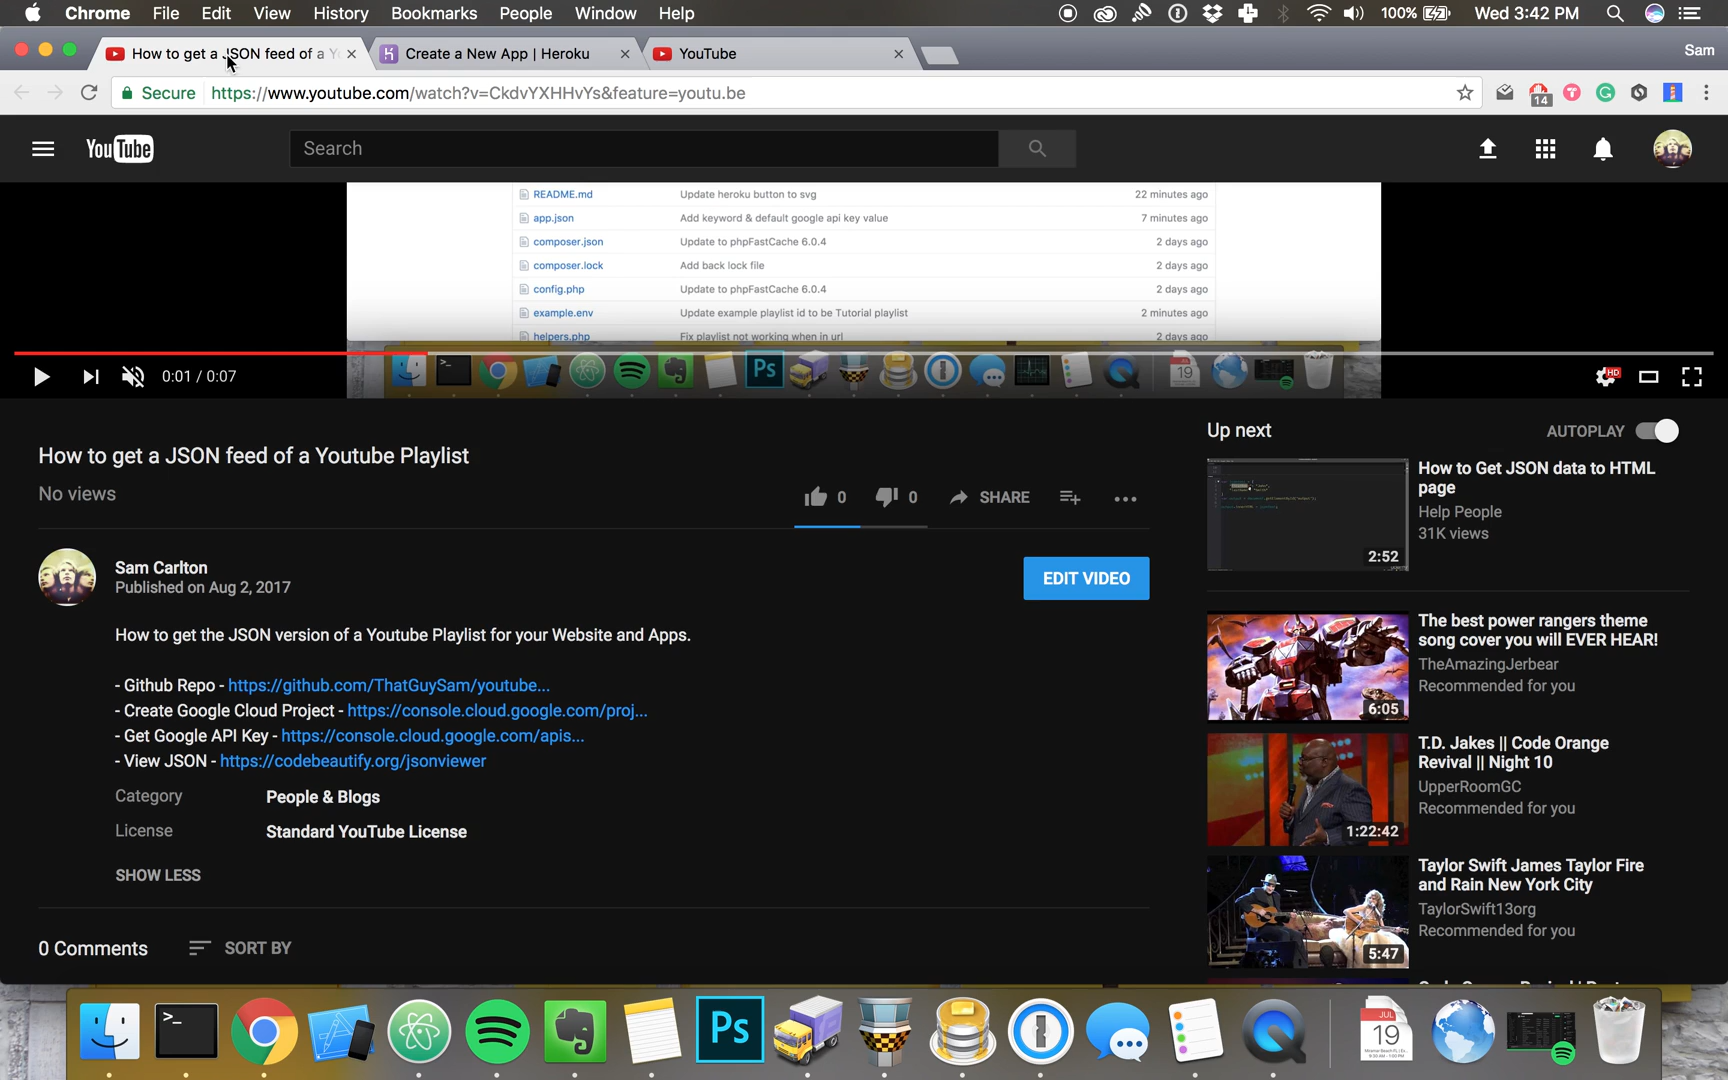 Chrome File Edit View History Bookmarks People Window Help 100% Wed 3:42 PM
How to get a JSON feed of a Y Create a New App | Heroku YouTube Sam
Secure https://www.youtube.com/watch?v=CkdvYXHHvYs&feature=youtu.be 14
YouTube Search
README.md Update heroku button to svg 22 minutes ago
app.json Add keyword & default google api key value 7 minutes ago
composer.json Update to phpFastCache 6.0.4 2 days ago
composer.lock Add back lock file 2 days ago
config.php Update to phpFastCache 6.0.4 2 days ago
example.env Update example playlist id to be Tutorial playlist 2 minutes ago
helpers.php Fix playlist not working when in url 2 days ago
Ps 19
0:01 / 0:07 HD
How to get a JSON feed of a Youtube Playlist
No views
0 0 SHARE
Sam Carlton
Published on Aug 2, 2017
EDIT VIDEO
How to get the JSON version of a Youtube Playlist for your Website and Apps.
- Github Repo - https://github.com/ThatGuySam/youtube...
- Create Google Cloud Project - https://console.cloud.google.com/proj...
- Get Google API Key - https://console.cloud.google.com/apis...
- View JSON - https://codebeautify.org/jsonviewer
Category People & Blogs
License Standard YouTube License
SHOW LESS
0 Comments SORT BY
Up next AUTOPLAY
How to Get JSON data to HTML
page
Help People
31K views
2:52
The best power rangers theme
song cover you will EVER HEAR!
TheAmazingJerbear
Recommended for you
6:05
T.D. Jakes || Code Orange
Revival || Night 10
UpperRoomGC
Recommended for you
1:22:42
Taylor Swift James Taylor Fire
and Rain New York City
TaylorSwift13org
Recommended for you
5:47
>_ Ps JUL
19